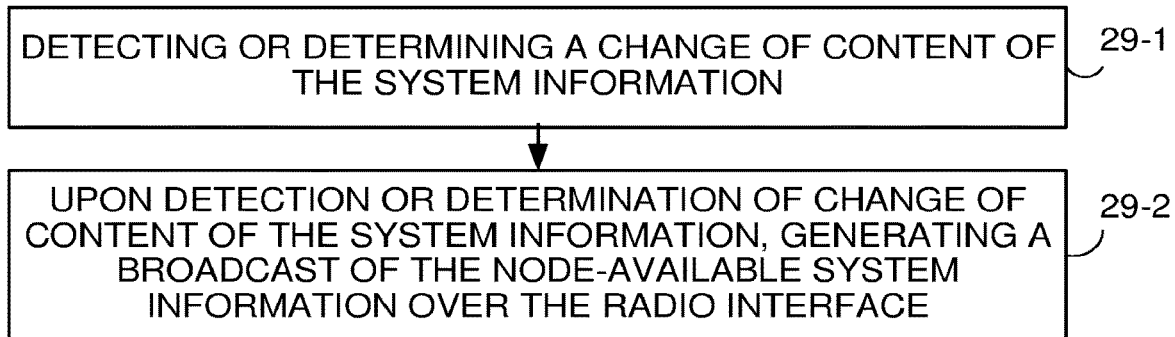 DETECTING OR DETERMINING A CHANGE OF CONTENT OF
THE SYSTEM INFORMATION
29-1
UPON DETECTION OR DETERMINATION OF CHANGE OF
CONTENT OF THE SYSTEM INFORMATION, GENERATING A
BROADCAST OF THE NODE-AVAILABLE SYSTEM
INFORMATION OVER THE RADIO INTERFACE
29-2